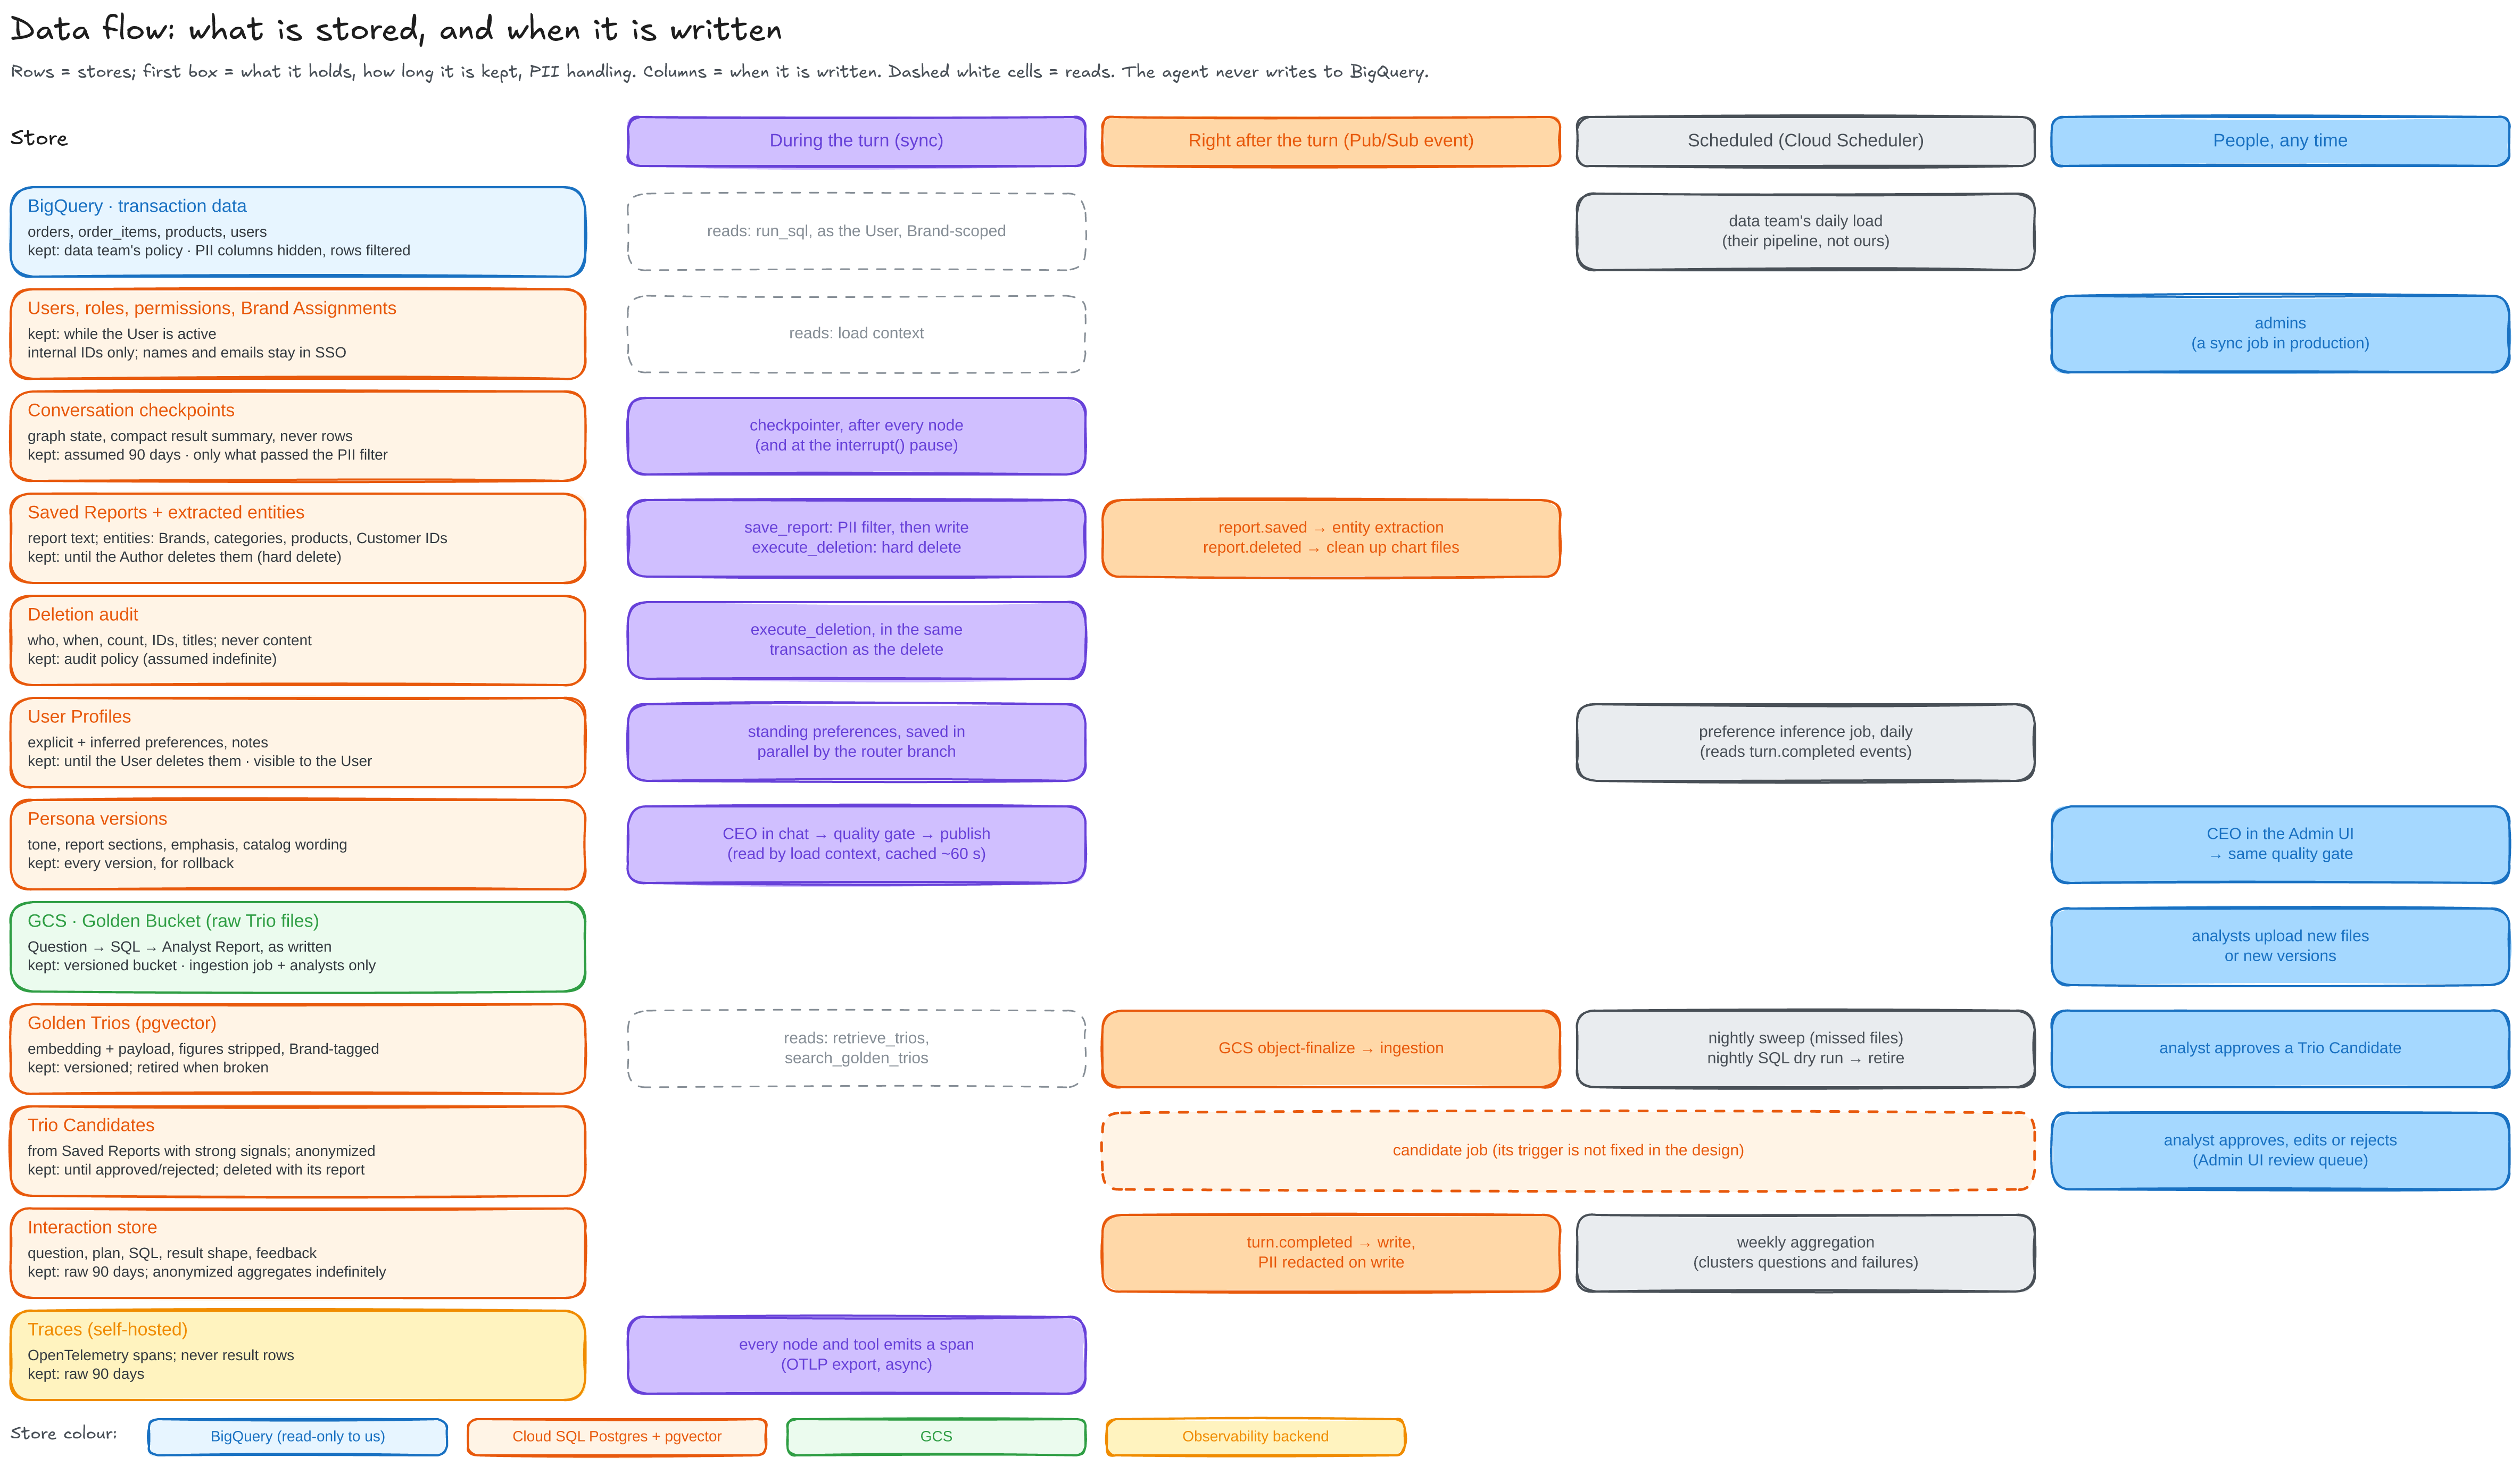 Data flow: what is stored, and when it is written
Rows = stores; first box = what it holds, how long it is kept, PII handling. Columns = when it is written. Dashed white cells = reads. The agent never writes to BigQuery.
Store
During the turn (sync)
Right after the turn (Pub/Sub event)
Scheduled (Cloud Scheduler)
People, any time
BigQuery · transaction data
orders, order_items, products, users
kept: data team's policy · PII columns hidden, rows filtered
reads: run_sql, as the User, Brand-scoped
data team's daily load
(their pipeline, not ours)
Users, roles, permissions, Brand Assignments
kept: while the User is active
internal IDs only; names and emails stay in SSO
reads: load context
admins
(a sync job in production)
Conversation checkpoints
graph state, compact result summary, never rows
kept: assumed 90 days · only what passed the PII filter
checkpointer, after every node
(and at the interrupt() pause)
Saved Reports + extracted entities
report text; entities: Brands, categories, products, Customer IDs
kept: until the Author deletes them (hard delete)
save_report: PII filter, then write
execute_deletion: hard delete
report.saved → entity extraction
report.deleted → clean up chart files
Deletion audit
who, when, count, IDs, titles; never content
kept: audit policy (assumed indefinite)
execute_deletion, in the same
transaction as the delete
User Profiles
explicit + inferred preferences, notes
kept: until the User deletes them · visible to the User
standing preferences, saved in
parallel by the router branch
preference inference job, daily
(reads turn.completed events)
Persona versions
tone, report sections, emphasis, catalog wording
kept: every version, for rollback
CEO in chat → quality gate → publish
(read by load context, cached ~60 s)
CEO in the Admin UI
→ same quality gate
GCS · Golden Bucket (raw Trio files)
Question → SQL → Analyst Report, as written
kept: versioned bucket · ingestion job + analysts only
analysts upload new files
or new versions
Golden Trios (pgvector)
embedding + payload, figures stripped, Brand-tagged
kept: versioned; retired when broken
reads: retrieve_trios,
search_golden_trios
GCS object-finalize → ingestion
nightly sweep (missed files)
nightly SQL dry run → retire
analyst approves a Trio Candidate
Trio Candidates
from Saved Reports with strong signals; anonymized
kept: until approved/rejected; deleted with its report
candidate job (its trigger is not fixed in the design)
analyst approves, edits or rejects
(Admin UI review queue)
Interaction store
question, plan, SQL, result shape, feedback
kept: raw 90 days; anonymized aggregates indefinitely
turn.completed → write,
PII redacted on write
weekly aggregation
(clusters questions and failures)
Traces (self-hosted)
OpenTelemetry spans; never result rows
kept: raw 90 days
every node and tool emits a span
(OTLP export, async)
Store colour:
BigQuery (read-only to us)
Cloud SQL Postgres + pgvector
GCS
Observability backend